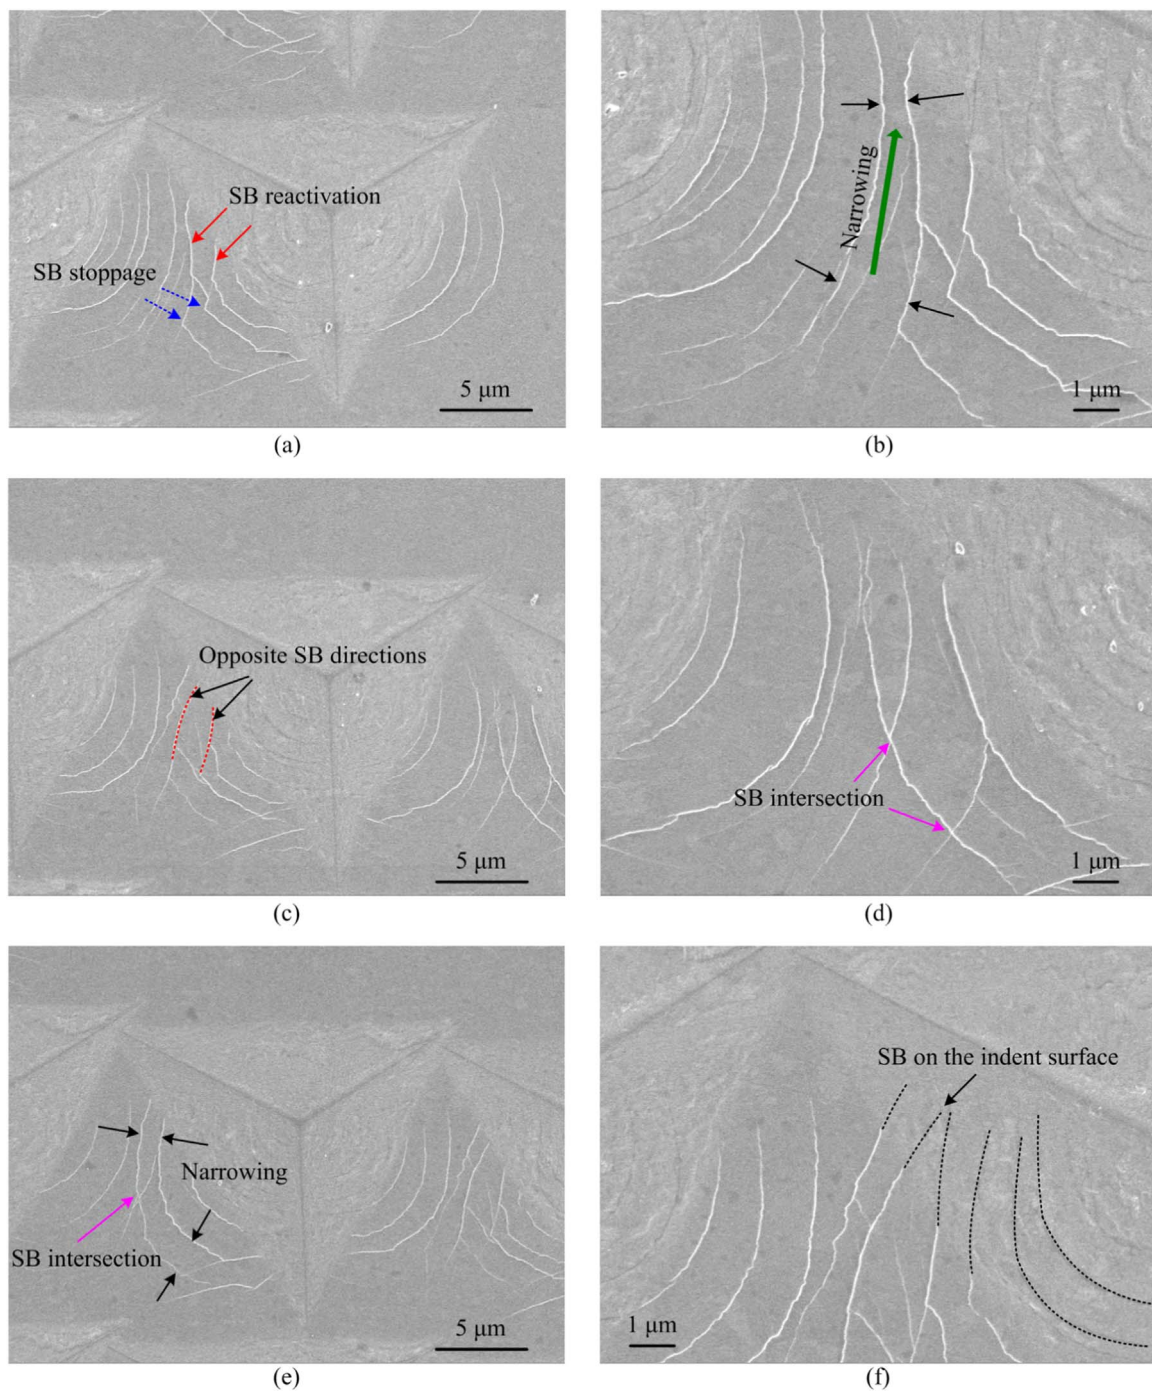 SB reactivation
SB stoppage
5 μm
(a)
Narrowing
1 μm
(b)
Opposite SB directions
5 μm
(c)
SB intersection
1 μm
(d)
Narrowing
SB intersection
5 μm
(e)
SB on the indent surface
1 μm
(f)